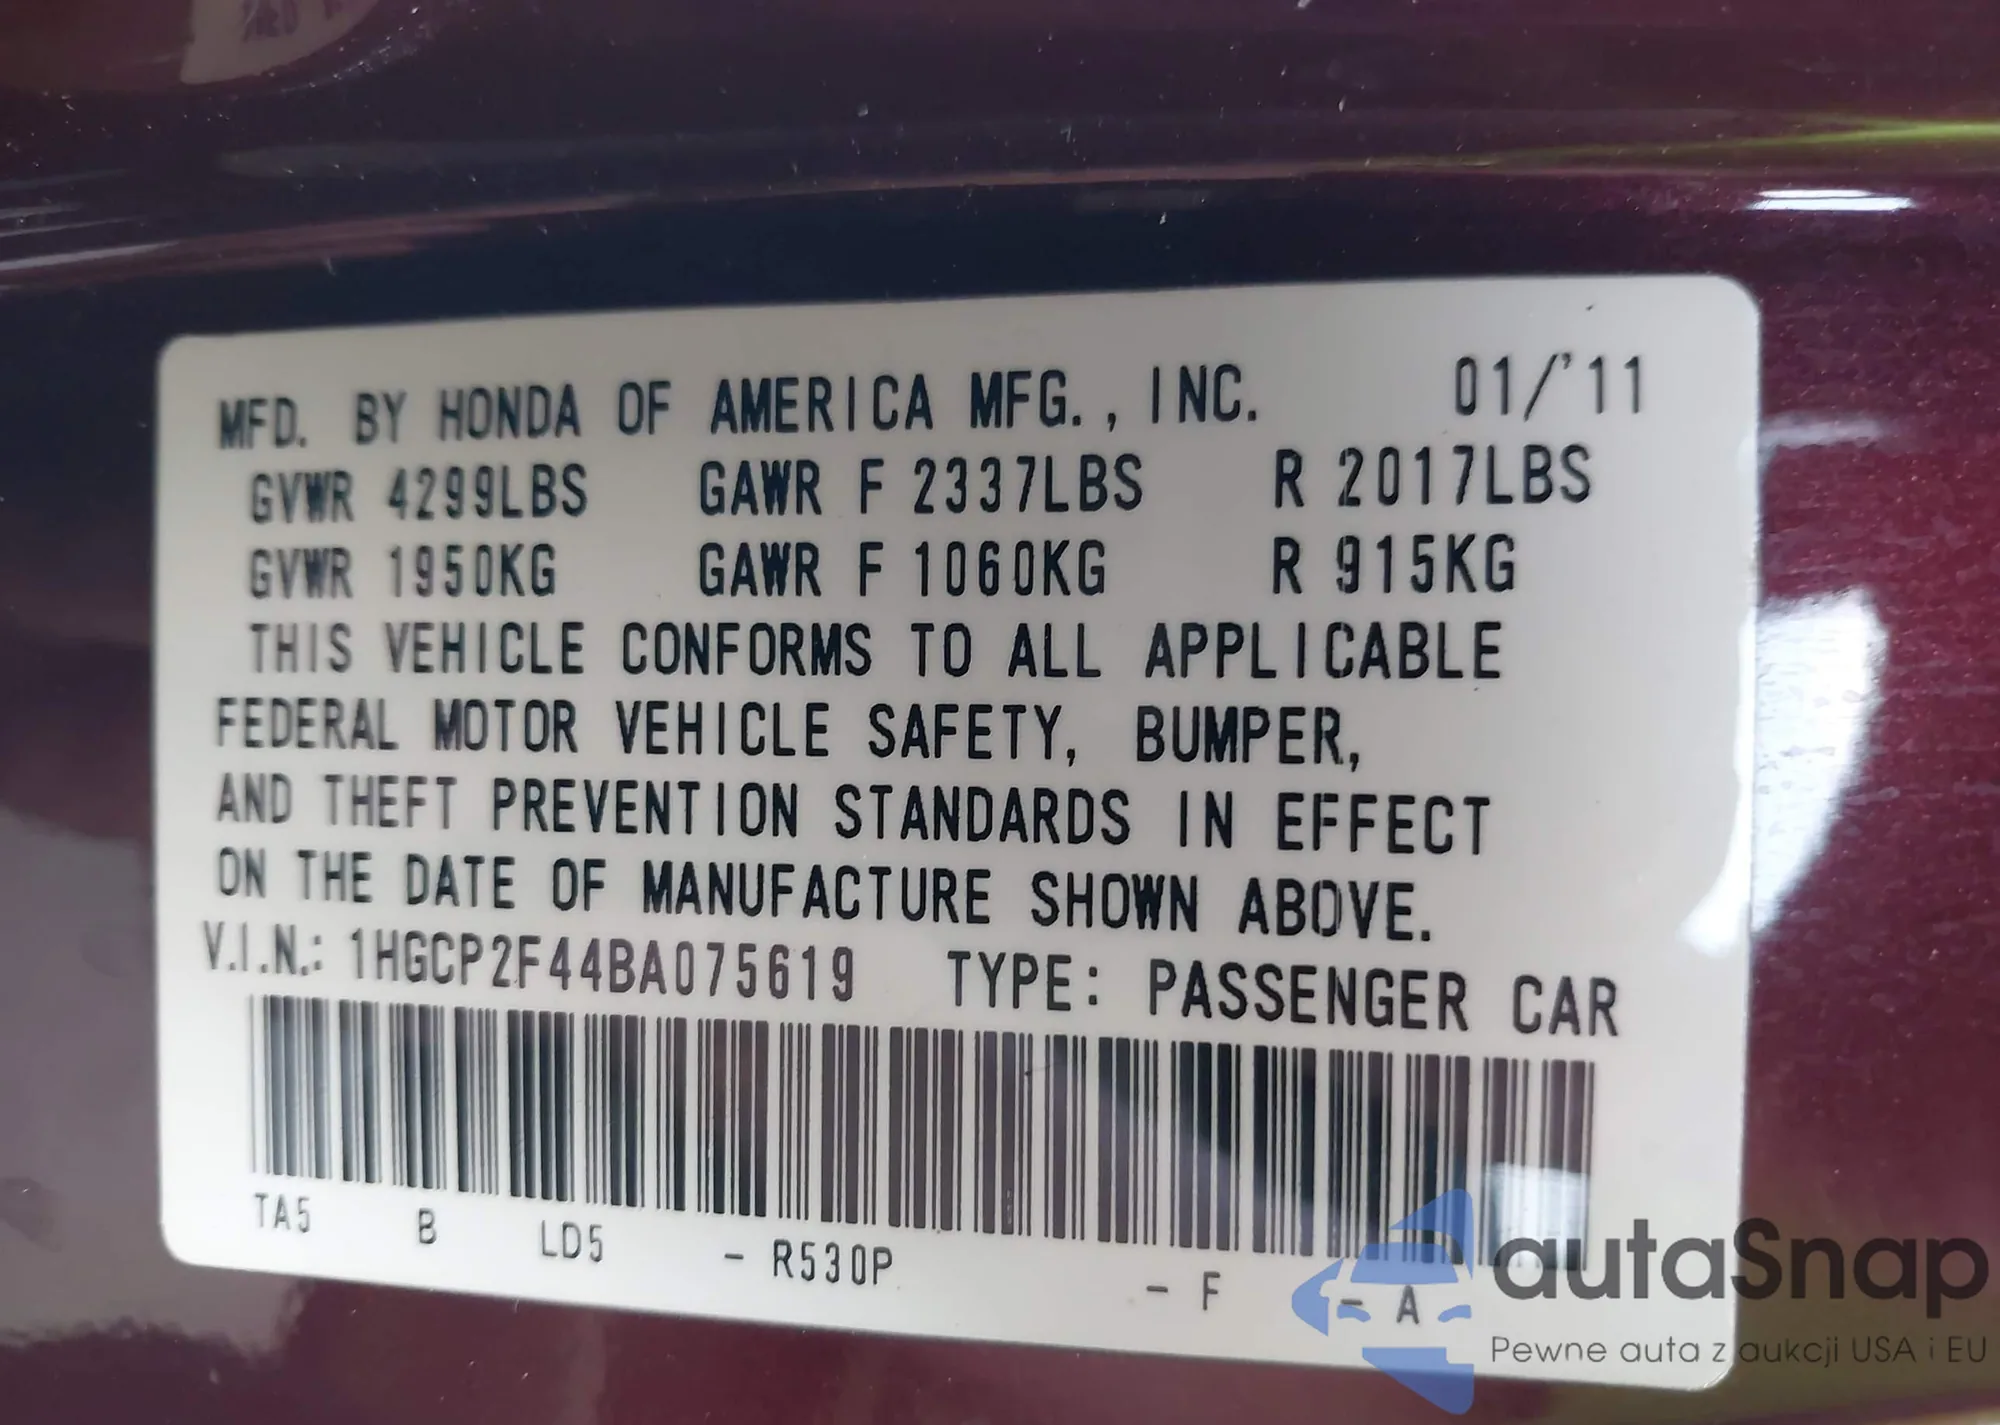 MFD. BY HONDA OF AMERICA MFG., INC. 01/'11
GVWR 4299LBS GAWR F 2337LBS R 2017LBS
GVWR 1950KG GAWR F 1060KG R 915KG
THIS VEHICLE CONFORMS TO ALL APPLICABLE
FEDERAL MOTOR VEHICLE SAFETY, BUMPER,
AND THEFT PREVENTION STANDARDS IN EFFECT
ON THE DATE OF MANUFACTURE SHOWN ABOVE.
V.I.N.: 1HGCP2F44BA075619 TYPE: PASSENGER CAR
TA5 B LD5 - R530P - F - A
autaSnap
Pewne auta z aukcji USA i EU